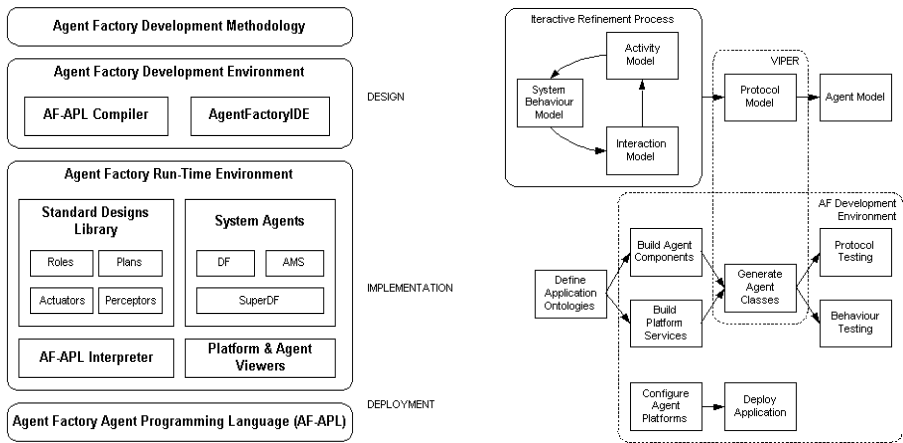 Agent Factory Development Methodology
Agent Factory Development Environment
AF-APL Compiler
AgentFactoryIDE
Agent Factory Run-Time Environment
Standard Designs
Library
Roles
Plans
Actuators
Perceptors
System Agents
DF
AMS
SuperDF
AF-APL Interpreter
Platform & Agent
Viewers
Agent Factory Agent Programming Language (AF-APL)
DESIGN
IMPLEMENTATION
DEPLOYMENT
Iteractive Refinement Process
Activity
Model
System
Behaviour
Model
Interaction
Model
VIPER
Protocol
Model
Agent Model
AF Development
Environment
Define
Application
Ontologies
Build Agent
Components
Build
Platform
Services
Generate
Agent
Classes
Protocol
Testing
Behaviour
Testing
Configure
Agent
Platforms
Deploy
Application